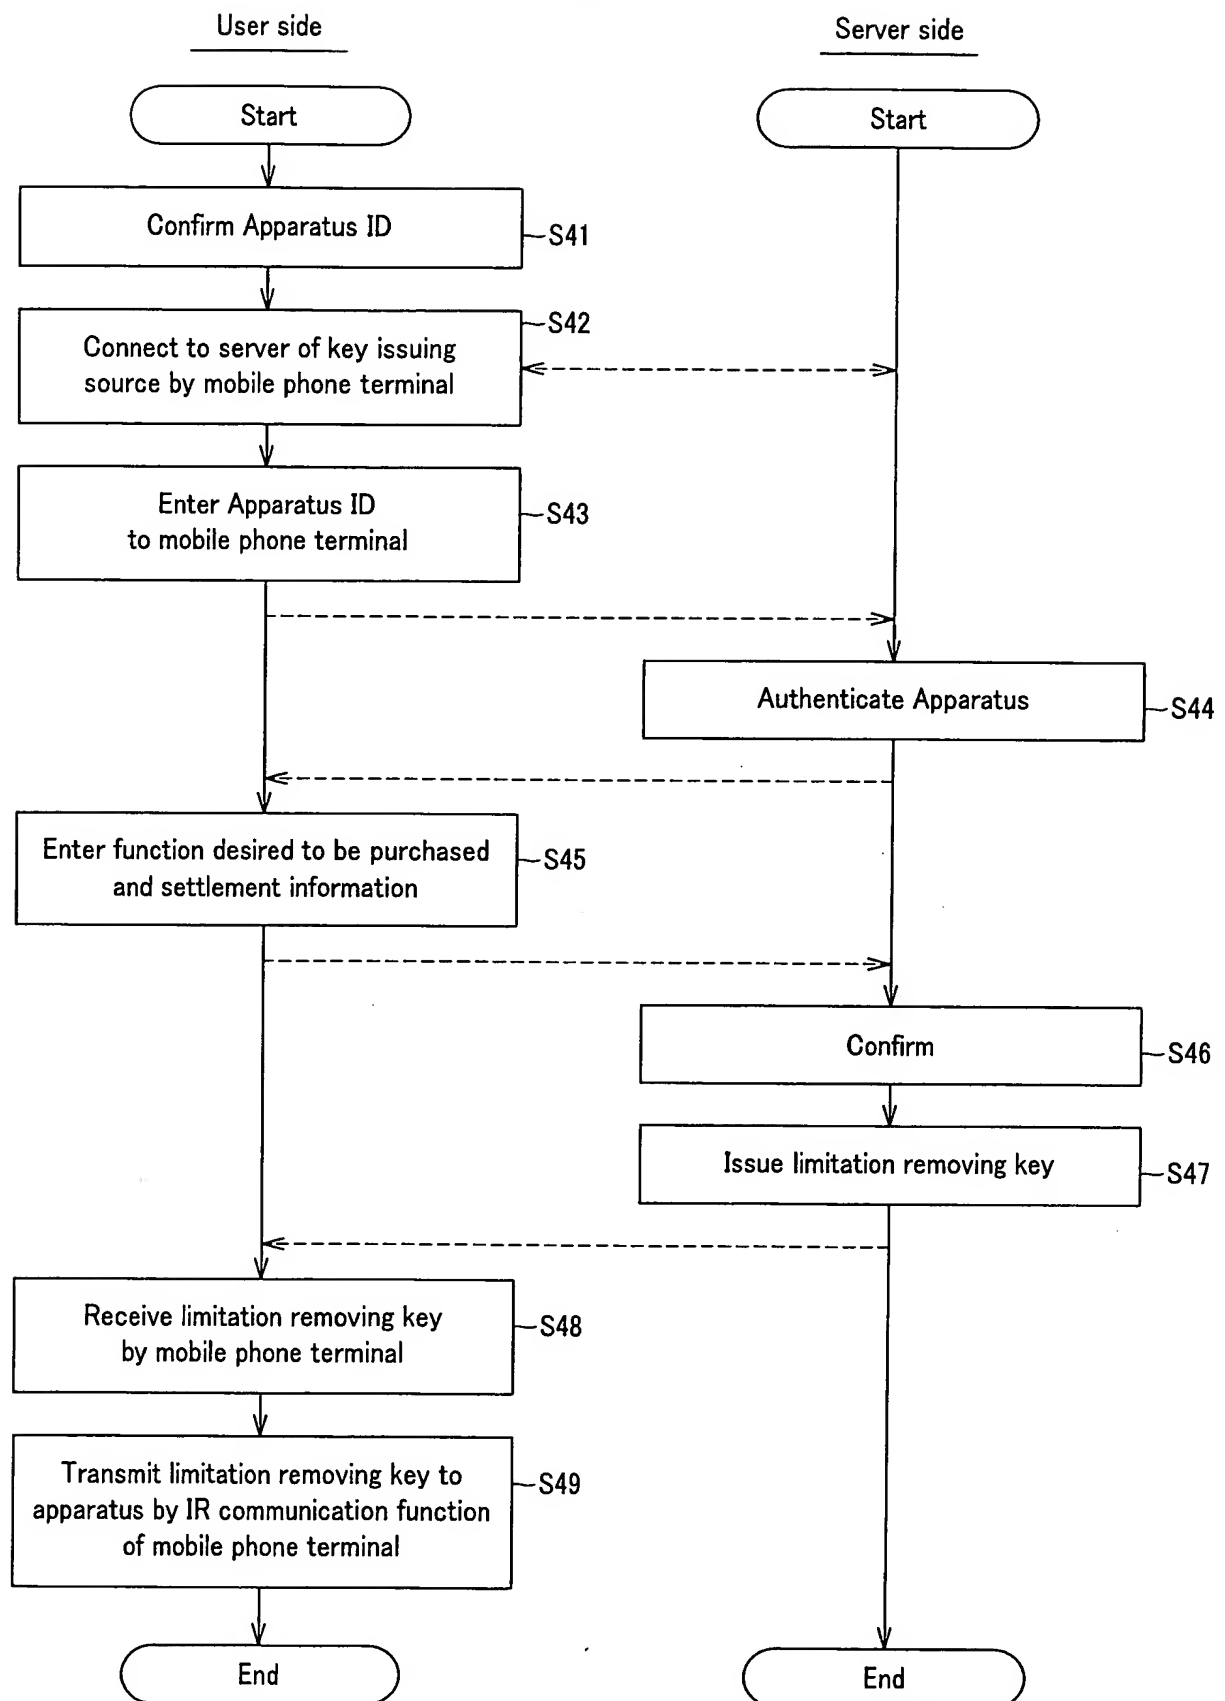 User side
Server side
Start
Start
Confirm Apparatus ID
S41
S42
Connect to server of key issuing
source by mobile phone terminal
Enter Apparatus ID
to mobile phone terminal
S43
Authenticate Apparatus
S44
Enter function desired to be purchased
and settlement information
S45
Confirm
S46
Issue limitation removing key
S47
Receive limitation removing key
by mobile phone terminal
S48
Transmit limitation removing key to
apparatus by IR communication function
of mobile phone terminal
S49
End
End